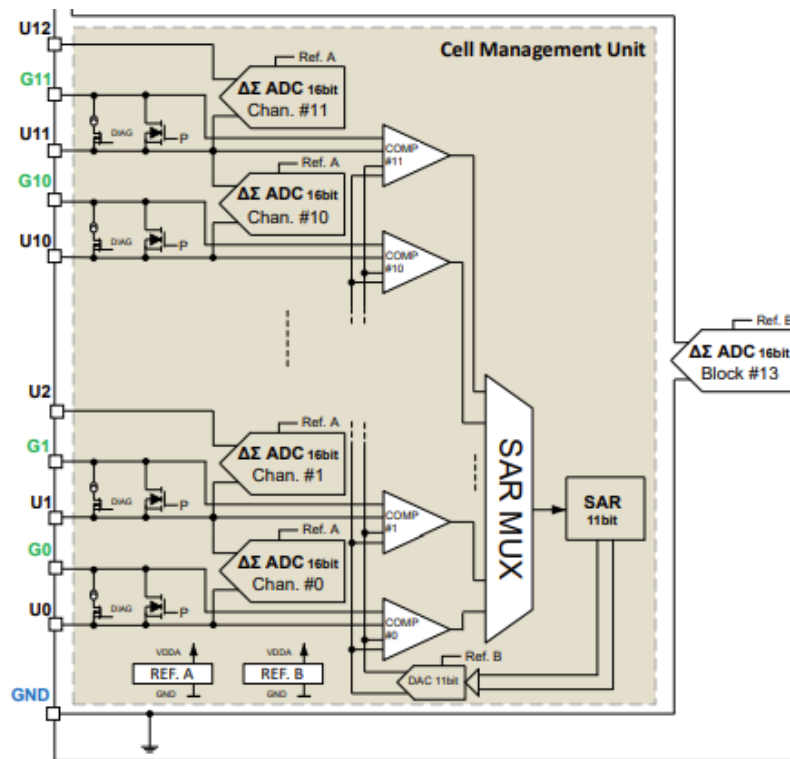 Cell Management Unit
U12
Ref. A
G11
ΔΣ ADC 16bit
Chan. #11
DIAG
P
U11
COMP
#11
Ref. A
G10
ΔΣ ADC 16bit
Chan. #10
DIAG
P
U10
COMP
#10
Ref. B
ΔΣ ADC 16bit
Block #13
U2
Ref. A
ΔΣ ADC 16bit
Chan. #1
G1
DIAG
P
U1
COMP
#1
Ref. A
G0
ΔΣ ADC 16bit
Chan. #0
DIAG
P
U0
COMP
#0
SAR MUX
SAR
11bit
VDDA
REF. A
GND
VDDA
REF. B
GND
Ref. B
DAC 11bit
GND